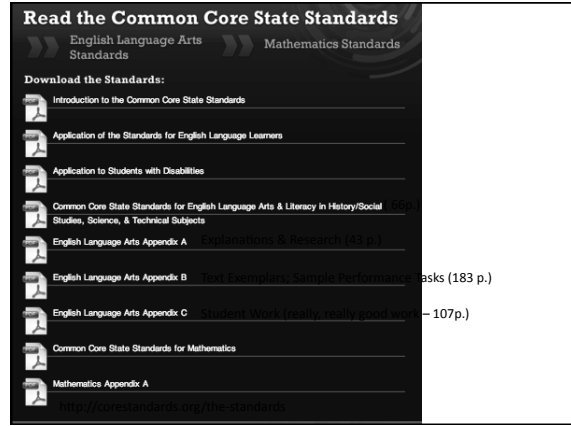 Read the Common Core State Standards
English Language Arts
Standards
Mathematics Standards
Download the Standards:
Introduction to the Common Core State Standards
Application of the Standards for English Language Learners
Application to Students with Disabilities
Common Core State Standards for English Language Arts & Literacy in History/Social ( 66p.)
Studies, Science, & Technical Subjects
English Language Arts Appendix A Explanations & Research (43 p.)
English Language Arts Appendix B Text Exemplars; Sample Performance Tasks (183 p.)
English Language Arts Appendix C Student Work (really, really good work – 107p.)
Common Core State Standards for Mathematics
Mathematics Appendix A
http://corestandards.org/the-standards